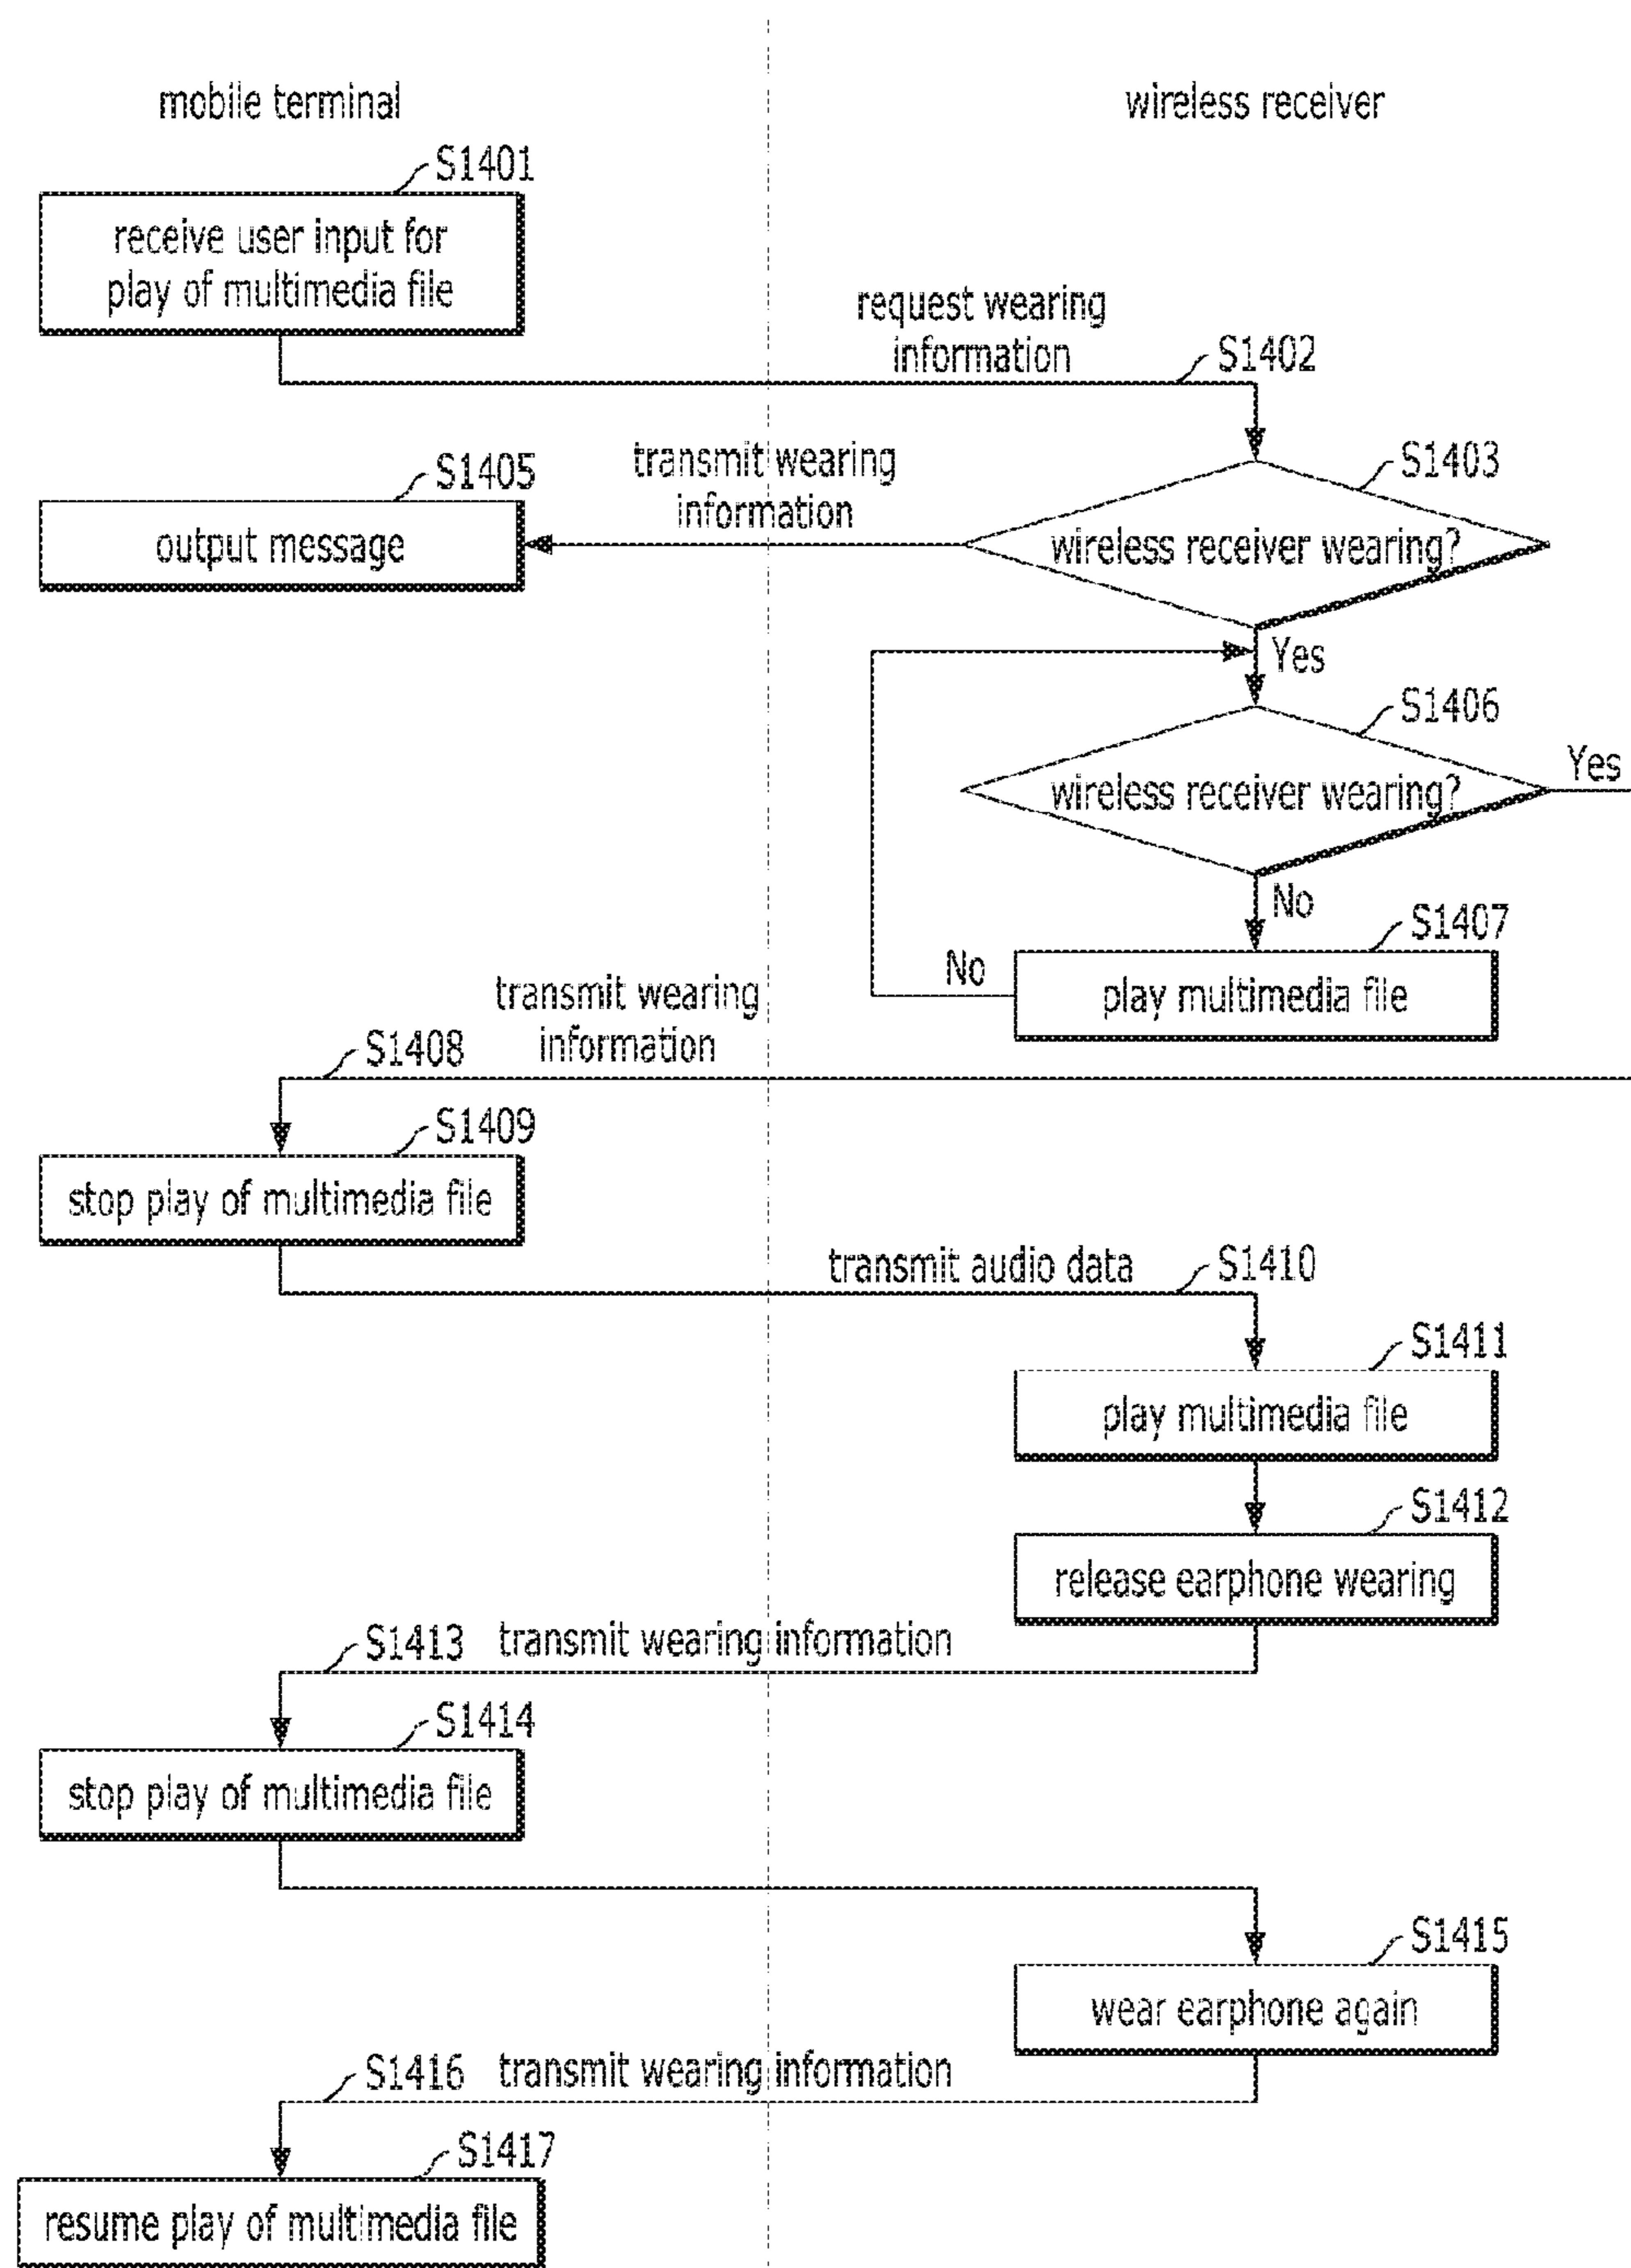 mobile terminal
wireless receiver
S1401
receive user input for
play of multimedia file
request wearing
information
S1402
S1405
output message
transmit wearing
information
S1403
wireless receiver wearing?
Yes
S1406
wireless receiver wearing?
Yes
No
S1407
play multimedia file
No
transmit wearing
information
S1408
S1409
stop play of multimedia file
transmit audio data
S1410
S1411
play multimedia file
S1412
release earphone wearing
S1413
transmit wearing information
S1414
stop play of multimedia file
S1415
wear earphone again
S1416
transmit wearing information
S1417
resume play of multimedia file